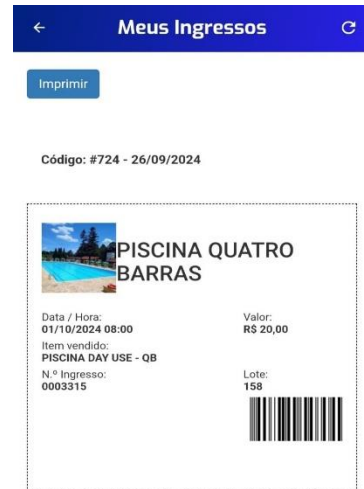 Meus Ingressos
Imprimir
Código: #724 - 26/09/2024
PISCINA QUATRO
BARRAS
Data / Hora:
01/10/2024 08:00
Valor:
R$ 20,00
Item vendido:
PISCINA DAY USE - QB
N.º Ingresso:
0003315
Lote:
158